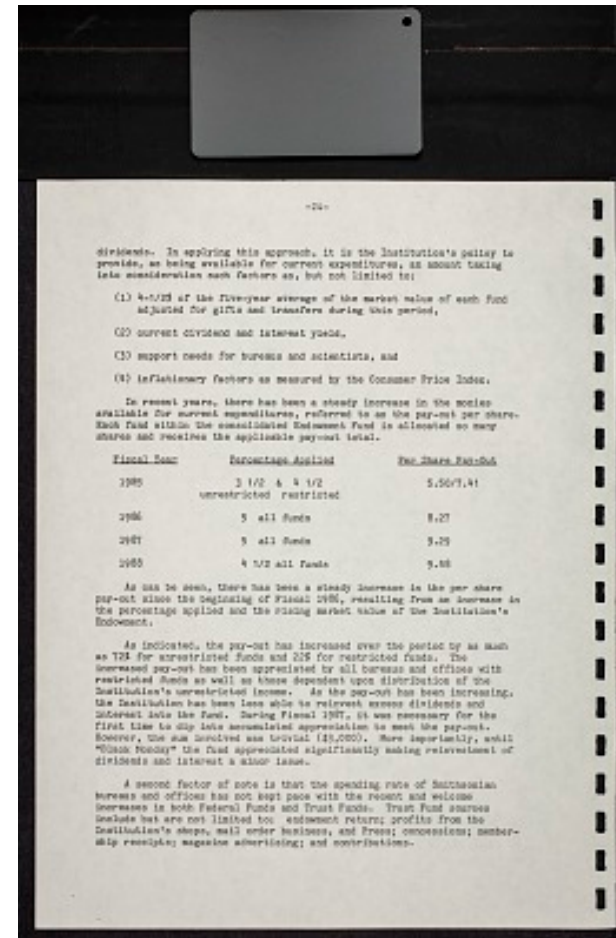 dividends. In applying this approach, it is the Institution's policy to
provide, as being available for current expenditures, an amount taking
into consideration such factors as, but not limited to:
(1) 4-1/2% of the five-year average of the market value of each fund
adjusted for gifts and transfers during this period,
(2) current dividend and interest yield,
(3) support needs for bureaus and scientists, and
(4) inflationary factors as measured by the Consumer Price Index.
In recent years, there has been a steady increase in the monies
available for current expenditures, referred to as the pay-out per share.
Each fund within the consolidated Endowment Fund is allocated so many
shares and receives the applicable pay-out total.
Fiscal Year Percentage Applied Per Share Pay-Out
1985 3 1/2 & 4 1/2 5.50/7.41
unrestricted restricted
1986 5 all funds 8.27
1987 5 all funds 9.29
1988 4 1/2 all funds
As can be seen, there has been a steady increase in the per share
pay-out since the beginning of Fiscal 1986, resulting from an increase in
the percentage applied and the rising market value of the Institution's
Endowment.
As indicated, the pay-out has increased over the period by as much
as 72% for unrestricted funds and 22% for restricted funds. The
increased pay-out has been appreciated by all bureaus and offices with
restricted funds as well as those dependent upon distribution of the
Institution's unrestricted income. As the pay-out has been increasing,
the Institution has been less able to reinvest excess dividends and
interest into the fund. During Fiscal 1987, it was necessary for the
first time to dip into accumulated appreciation to meet the pay-out.
However, the sum involved was trivial ($3,000). More importantly, until
"Black Monday" the fund appreciated significantly making reinvestment of
dividends and interest a minor issue.
A second factor of note is that the spending rate of Smithsonian
bureaus and offices has not kept pace with the recent and welcome
increases in both Federal Funds and Trust Funds. Trust Fund sources
include but are not limited to: endowment return; profits from the
Institution's shops, mail order business, and Press; concessions; member-
ship receipts; magazine advertising; and contributions.